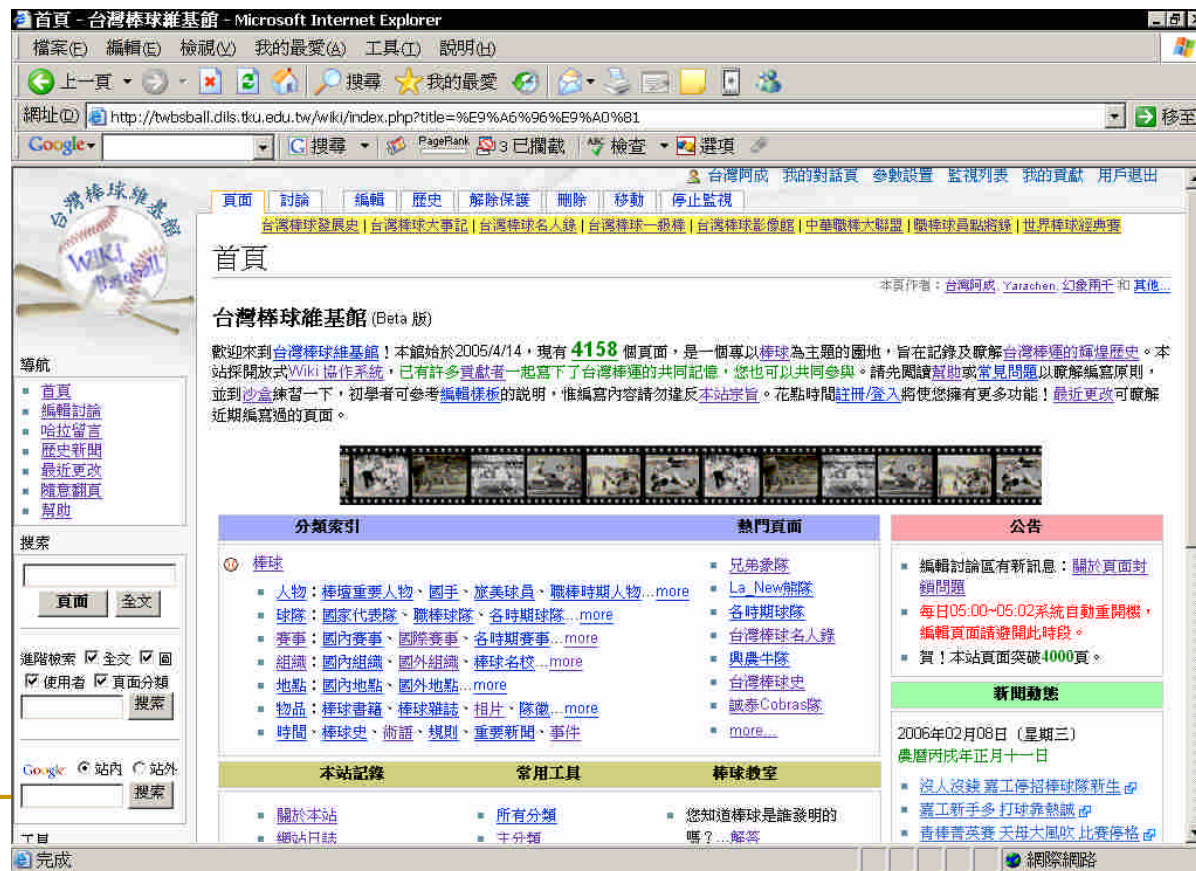 首頁 - 台灣棒球維基館 - Microsoft Internet Explorer
檔案(F) 編輯(E) 檢視(V) 我的最愛(A) 工具(T) 說明(H)
上一頁 搜尋 我的最愛
網址(D) http://twbsball.dils.tku.edu.tw/wiki/index.php?title=%E9%A6%96%E9%A0%81 移至
Google 搜尋 PageRank 3 已攔截 檢查 選項
台灣阿成 我的對話頁 參數設置 監視列表 我的貢獻 用戶退出
頁面 討論 編輯 歷史 解除保護 刪除 移動 停止監視
台灣棒球發展史 | 台灣棒球大事記 | 台灣棒球名人錄 | 台灣棒球一級棒 | 台灣棒球影像館 | 中華職棒大聯盟 | 職棒球員點將錄 | 世界棒球經典賽
台灣棒球維基館
WIKI Baseball
首頁
本頁作者：台灣阿成, Yarachen, 幻象兩千 和 其他...
台灣棒球維基館 (Beta 版)
歡迎來到台灣棒球維基館！本館始於2005/4/14，現有 4158 個頁面，是一個專以棒球為主題的園地，旨在記錄及瞭解台灣棒運的輝煌歷史。本
站採開放式Wiki 協作系統，已有許多貢獻者一起寫下了台灣棒運的共同記憶，您也可以共同參與。請先閱讀幫助或常見問題以瞭解編寫原則，
並到沙盒練習一下，初學者可參考編輯樣板的說明，惟編寫內容請勿違反本站宗旨。花點時間註冊/登入將使您擁有更多功能！最近更改可瞭解
近期編寫過的頁面。
導航
首頁
編輯討論
哈拉留言
歷史新聞
最近更改
隨意翻頁
幫助
搜索
頁面 全文
進階檢索 全文 圖
使用者 頁面分類
搜索
Google 站內 站外
搜索
工具
分類索引
棒球
人物：棒壇重要人物、國手、旅美球員、職棒時期人物...more
球隊：國家代表隊、職棒球隊、各時期球隊...more
賽事：國內賽事、國際賽事、各時期賽事...more
組織：國內組織、國外組織、棒球名校...more
地點：國內地點、國外地點...more
物品：棒球書籍、棒球雜誌、相片、隊徽...more
時間、棒球史、術語、規則、重要新聞、事件
熱門頁面
兄弟象隊
La_New熊隊
各時期球隊
台灣棒球名人錄
興農牛隊
台灣棒球史
誠泰Cobras隊
more...
公告
編輯討論區有新訊息：關於頁面封
鎖問題
每日05:00~05:02系統自動重開機，
編輯頁面請避開此時段。
賀！本站頁面突破4000頁。
新聞動態
2006年02月08日 (星期三)
農曆丙戌年正月十一日
沒人沒錢 嘉工停招棒球隊新生
嘉工新手多 打球靠熱誠
青棒菁英賽 天母大風吹 比賽停格
本站記錄 常用工具 棒球教室
關於本站
網站日誌
所有分類
主分類
您知道棒球是誰發明的
嗎？...解答
完成 網際網路